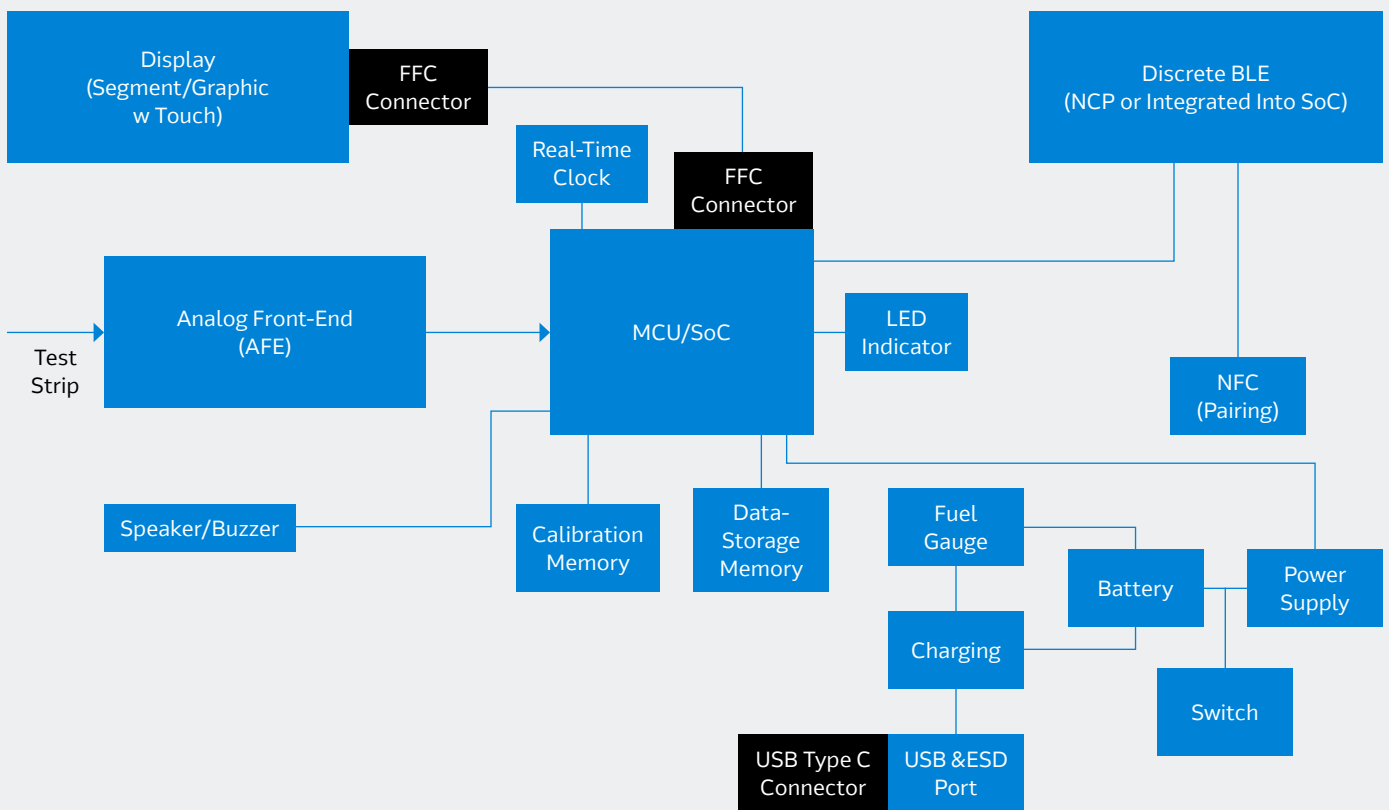 Display
(Segment/Graphic
w Touch)
FFC
Connector
Discrete BLE
(NCP or Integrated Into SoC)
Real-Time
Clock
FFC
Connector
Analog Front-End
(AFE)
MCU/SoC
LED
Indicator
Test
Strip
NFC
(Pairing)
Speaker/Buzzer
Calibration
Memory
Data-
Storage
Memory
Fuel
Gauge
Battery
Power
Supply
Charging
Switch
USB Type C
Connector
USB &ESD
Port